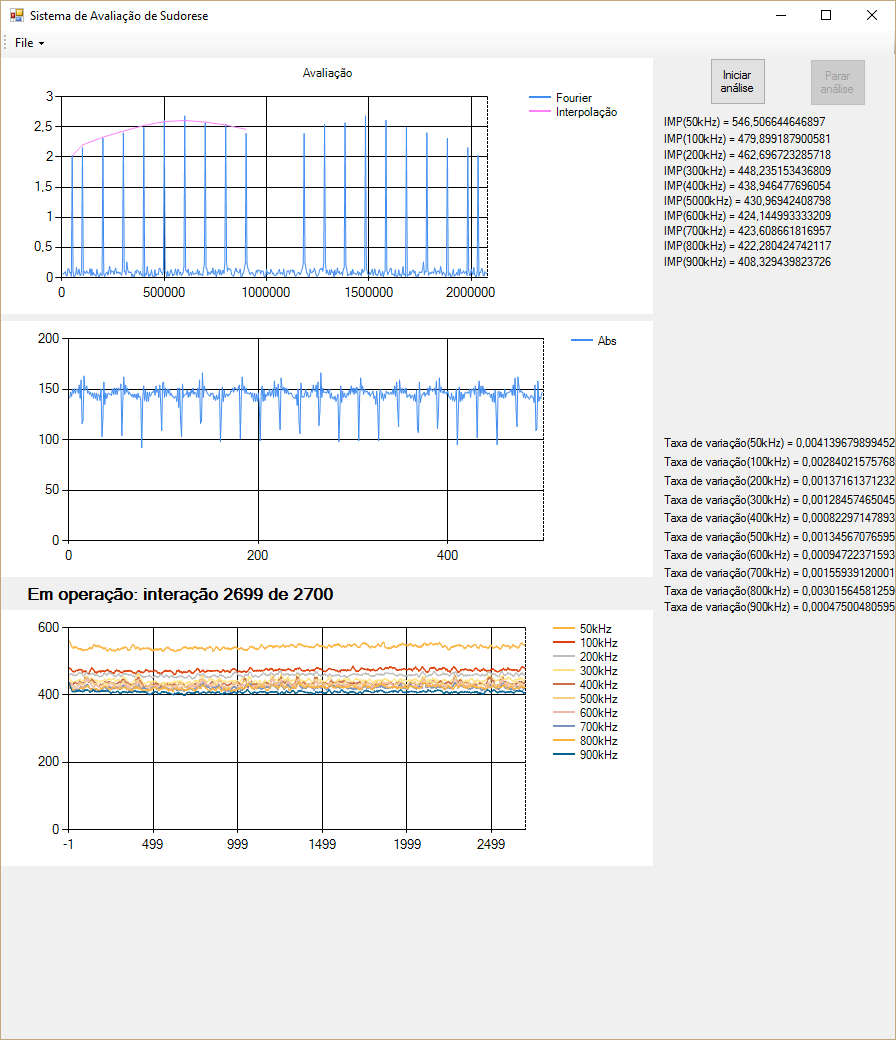 Sistema de Avaliação de Sudorese
File
Avaliação
3
2,5
2
1,5
1
0,5
0
0 500000 1000000 1500000 2000000
Fourier
Interpolação
Iniciar análise
Parar análise
IMP(50kHz) = 546,506644646897
IMP(100kHz) = 479,899187900581
IMP(200kHz) = 462,696723285718
IMP(300kHz) = 448,235153436809
IMP(400kHz) = 438,946477696054
IMP(5000kHz) = 430,96942408798
IMP(600kHz) = 424,144993333209
IMP(700kHz) = 423,608661816957
IMP(800kHz) = 422,280424742117
IMP(900kHz) = 408,329439823726
200
150
100
50
0
0 200 400
Abs
Taxa de variação(50kHz) = 0,004139679899452
Taxa de variação(100kHz) = 0,00284021575768
Taxa de variação(200kHz) = 0,00137161371232
Taxa de variação(300kHz) = 0,00128457465045
Taxa de variação(400kHz) = 0,00082297147893
Taxa de variação(500kHz) = 0,00134567076595
Taxa de variação(600kHz) = 0,00094722371593
Taxa de variação(700kHz) = 0,00155939120001
Taxa de variação(800kHz) = 0,00301564581259
Taxa de variação(900kHz) = 0,00047500480595
Em operação: interação 2699 de 2700
600
400
200
0
-1 499 999 1499 1999 2499
50kHz
100kHz
200kHz
300kHz
400kHz
500kHz
600kHz
700kHz
800kHz
900kHz